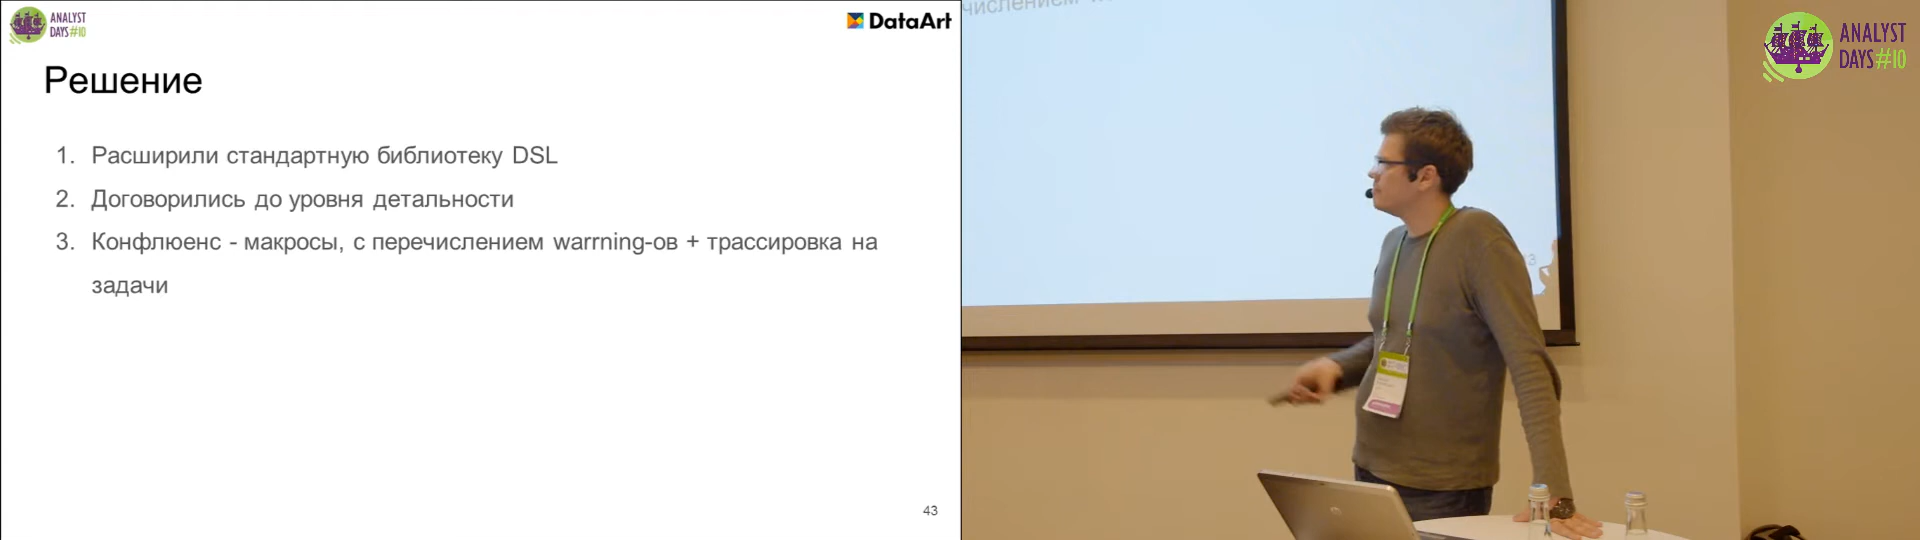 ANALYST
DAYS#10
DataArt
Решение
1. Расширили стандартную библиотеку DSL
2. Договорились до уровня детальности
3. Конфлюенс - макросы, с перечислением warrning-ов + трассировка на
задачи
43
ANALYST
DAYS#10